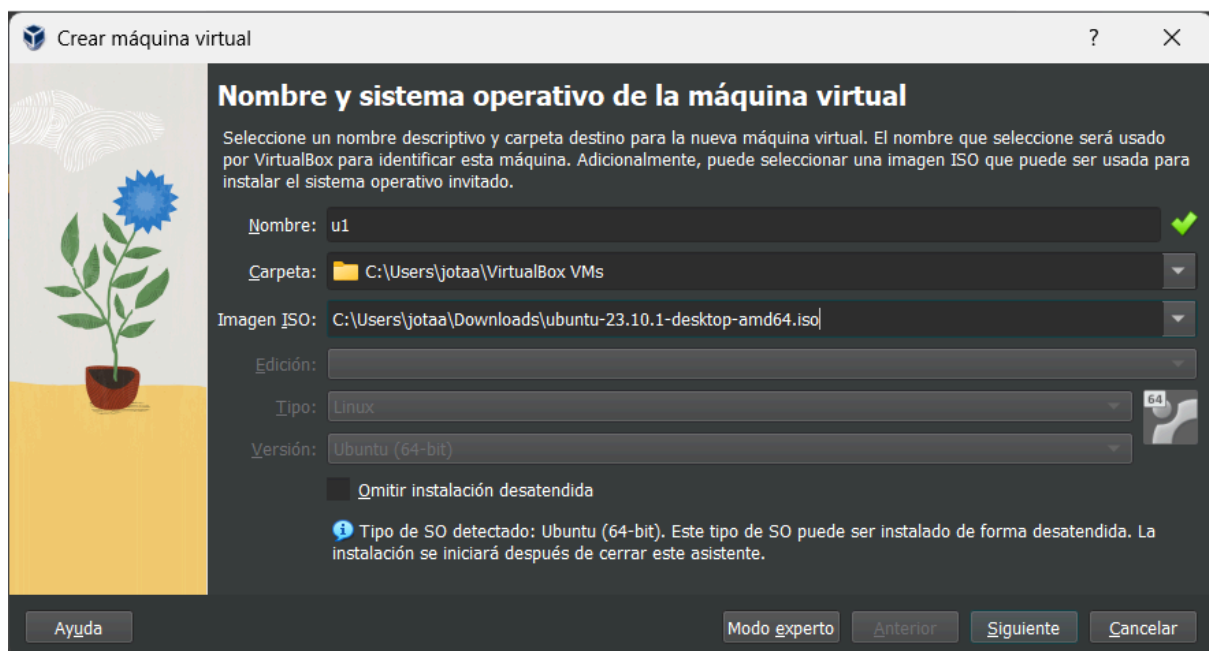 Crear máquina virtual
?
X
Nombre y sistema operativo de la máquina virtual
Seleccione un nombre descriptivo y carpeta destino para la nueva máquina virtual. El nombre que seleccione será usado
por VirtualBox para identificar esta máquina. Adicionalmente, puede seleccionar una imagen ISO que puede ser usada para
instalar el sistema operativo invitado.
Nombre: u1
Carpeta: C:\Users\jotaa\VirtualBox VMs
Imagen ISO: C:\Users\jotaa\Downloads\ubuntu-23.10.1-desktop-amd64.iso
Edición:
Tipo: Linux
64
Versión: Ubuntu (64-bit)
Omitir instalación desatendida
Tipo de SO detectado: Ubuntu (64-bit). Este tipo de SO puede ser instalado de forma desatendida. La
instalación se iniciará después de cerrar este asistente.
Ayuda Modo experto Anterior Siguiente Cancelar